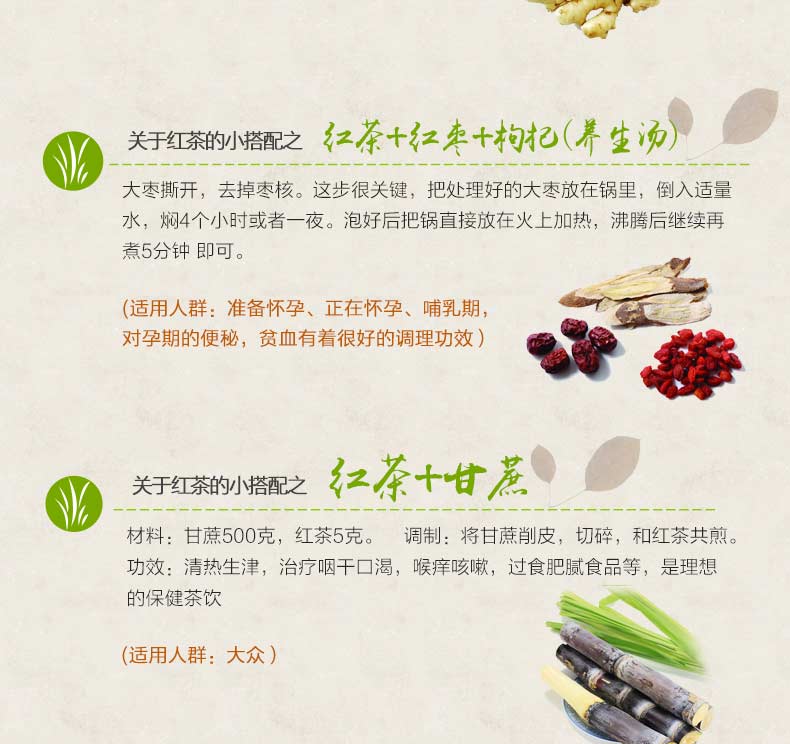 关于红茶的小搭配之 红茶+红枣+枸杞(养生汤)
大枣撕开，去掉枣核。这步很关键，把处理好的大枣放在锅里，倒入适量
水，焖4个小时或者一夜。泡好后把锅直接放在火上加热，沸腾后继续再
煮5分钟 即可。
(适用人群：准备怀孕、正在怀孕、哺乳期，
对孕期的便秘，贫血有着很好的调理功效）
关于红茶的小搭配之 红茶+甘蔗
材料：甘蔗500克，红茶5克。 调制：将甘蔗削皮，切碎，和红茶共煎。
功效：清热生津，治疗咽干口渴，喉痒咳嗽，过食肥腻食品等，是理想
的保健茶饮
(适用人群：大众）